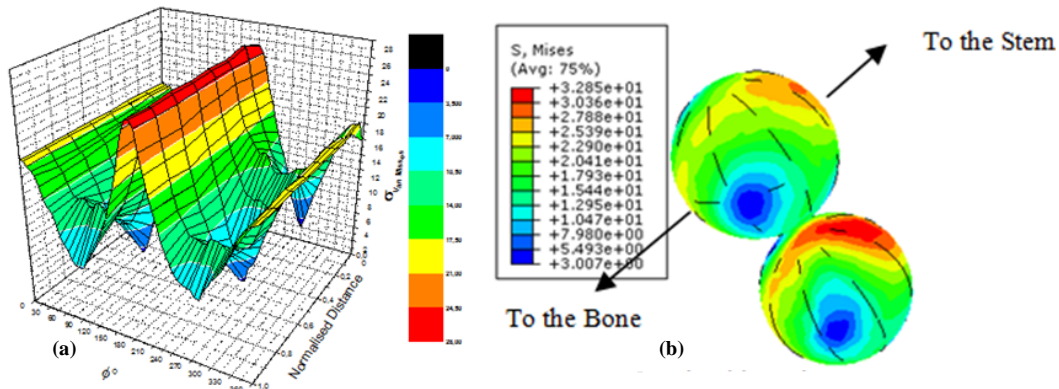 28
26
24
22
20
18
16
14
12
10
8
6
σVon Mises
0
30
60
90
120
150
180
210
240
270
300
330
ϕ °
0
0,2
0,4
0,6
0,8
1,0
Normalised Distance
0
3,500
7,000
10,50
14,00
17,50
21,00
24,50
28,00
(a)
S, Mises
(Avg: 75%)
+3.285e+01
+3.036e+01
+2.788e+01
+2.539e+01
+2.290e+01
+2.041e+01
+1.793e+01
+1.544e+01
+1.295e+01
+1.047e+01
+7.980e+00
+5.493e+00
+3.007e+00
To the Stem
To the Bone
(b)